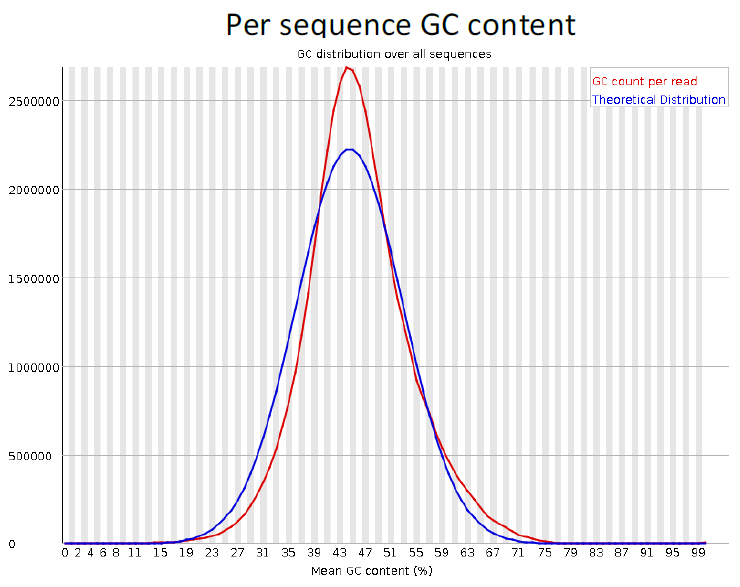 Per sequence GC content
GC distribution over all sequences
GC count per read
Theoretical Distribution
2500000
2000000
1500000
1000000
500000
0
0 2 4 6 8 11 15 19 23 27 31 35 39 43 47 51 55 59 63 67 71 75 79 83 87 91 95 99
Mean GC content (%)